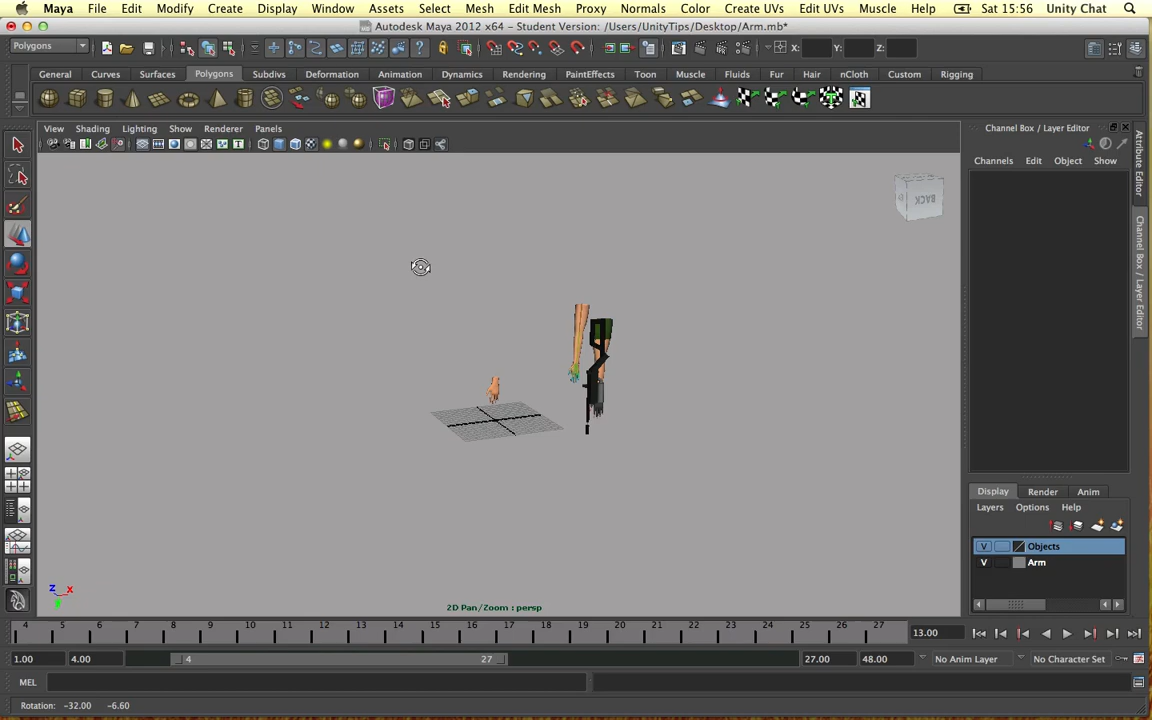 Maya File Edit Modify Create Display Window Assets Select Mesh Edit Mesh Proxy Normals Color Create UVs Edit UVs Muscle Help Sat 15:56 Unity Chat
Autodesk Maya 2012 x64 - Student Version: /Users/UnityTips/Desktop/Arm.mb*
Polygons X: Y: Z:
General Curves Surfaces Polygons Subdivs Deformation Animation Dynamics Rendering PaintEffects Toon Muscle Fluids Fur Hair nCloth Custom Rigging
View Shading Lighting Show Renderer Panels
Channel Box / Layer Editor
Channels Edit Object Show
Attribute Editor
Channel Box / Layer Editor
BACK
Display Render Anim
Layers Options Help
V Objects
V Arm
z x
y
2D Pan/Zoom : persp
4 5 6 7 8 9 10 11 12 13 14 15 16 17 18 19 20 21 22 23 24 25 26 27 13.00
1.00 4.00 4 27 27.00 48.00 No Anim Layer No Character Set
MEL
Rotation: -32.00 -6.60